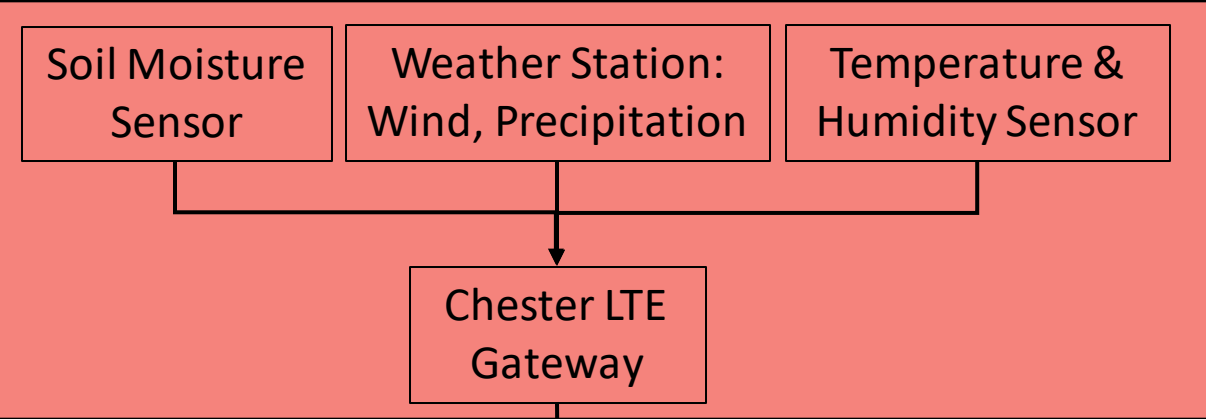 Soil Moisture
Sensor
Weather Station:
Wind, Precipitation
Temperature &
Humidity Sensor
Chester LTE
Gateway